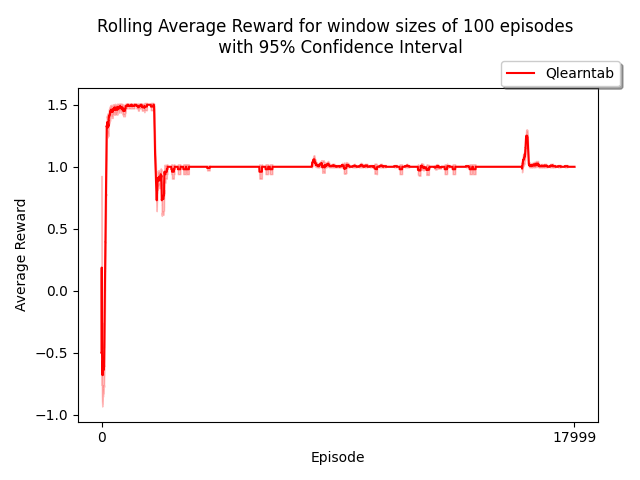 Rolling Average Reward for window sizes of 100 episodes
with 95% Confidence Interval
Qlearntab
1.5
1.0
0.5
0.0
−0.5
−1.0
Average Reward
0
17999
Episode